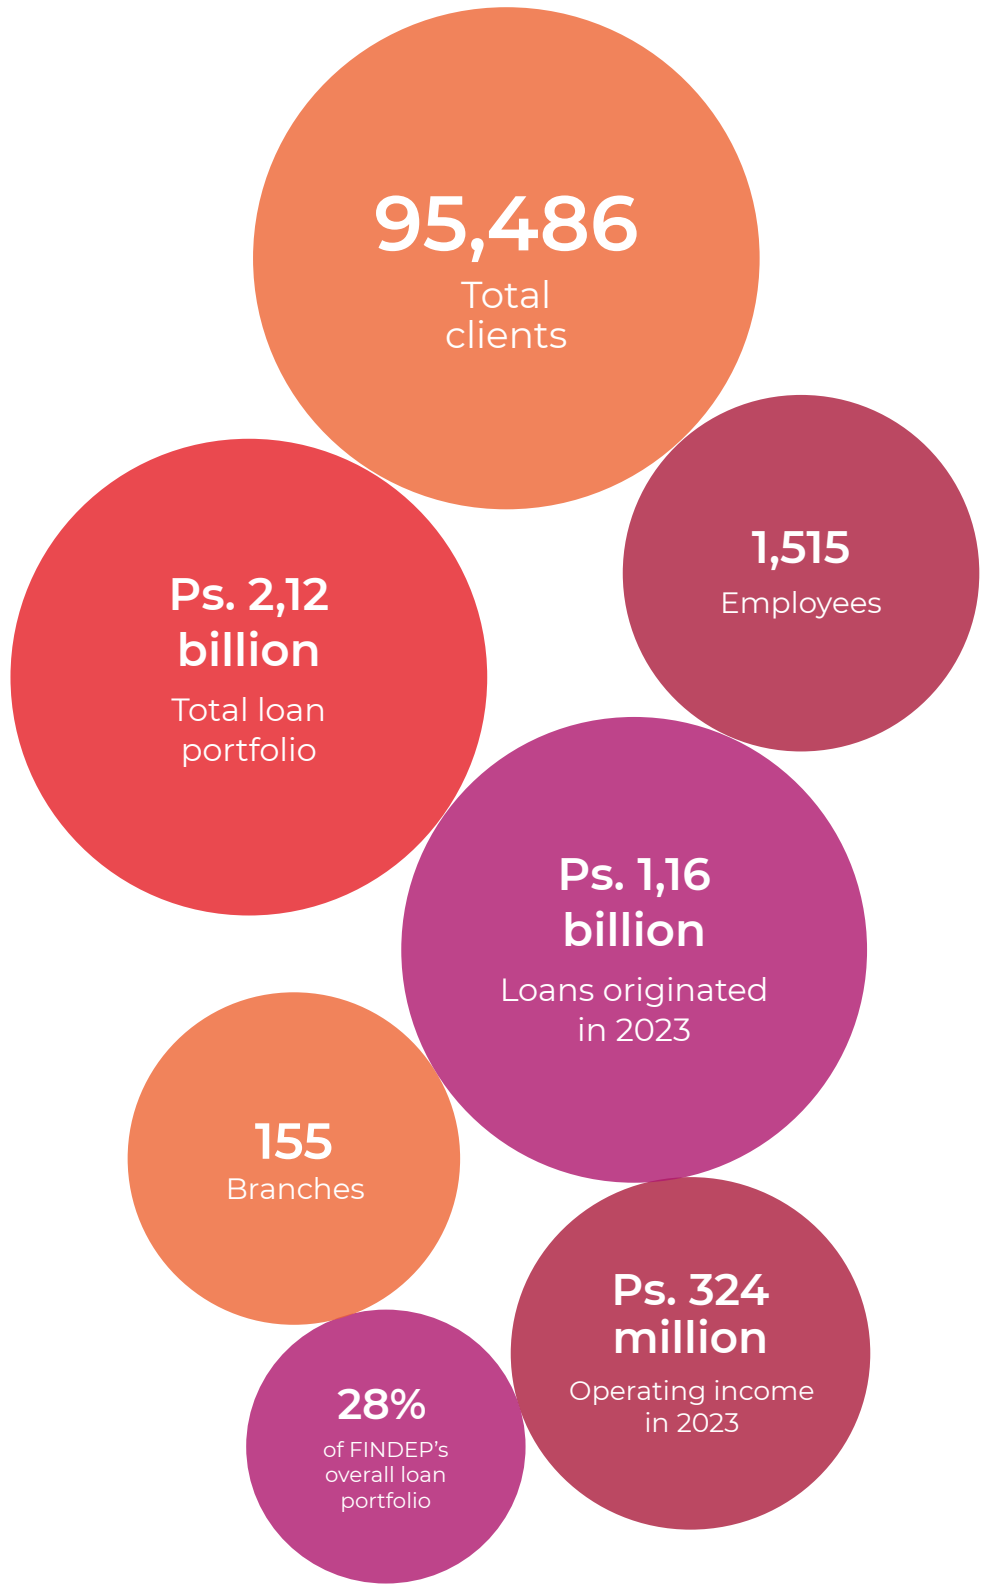 95,486
Total
clients
1,515
Employees
Ps. 2,12
billion
Total loan
portfolio
Ps. 1,16
billion
Loans originated
in 2023
155
Branches
Ps. 324
million
Operating income
in 2023
28%
of FINDEP’s
overall loan
portfolio